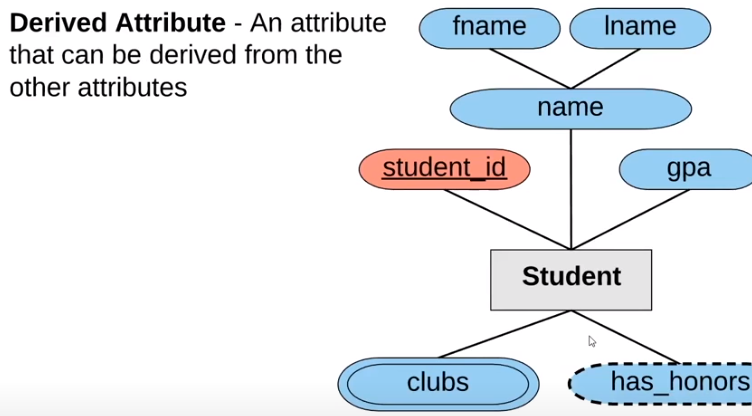 Derived Attribute - An attribute
that can be derived from the
other attributes
fname
lname
name
student_id
gpa
Student
clubs
has_honors